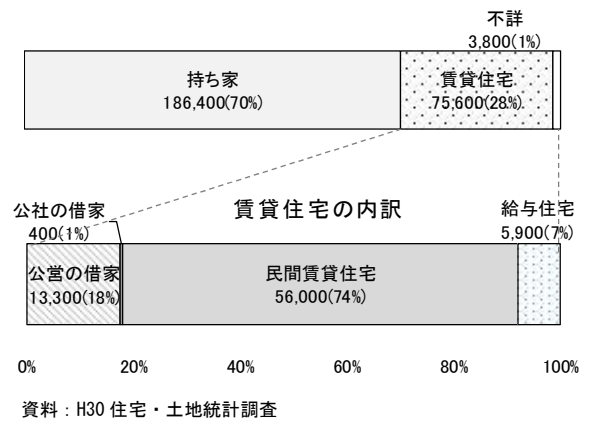 不詳
3,800(1%)
持ち家
186,400(70%)
賃貸住宅
75,600(28%)
賃貸住宅の内訳
公社の借家
400(1%)
給与住宅
5,900(7%)
公営の借家
13,300(18%)
民間賃貸住宅
56,000(74%)
0% 20% 40% 60% 80% 100%
資料：H30 住宅・土地統計調査